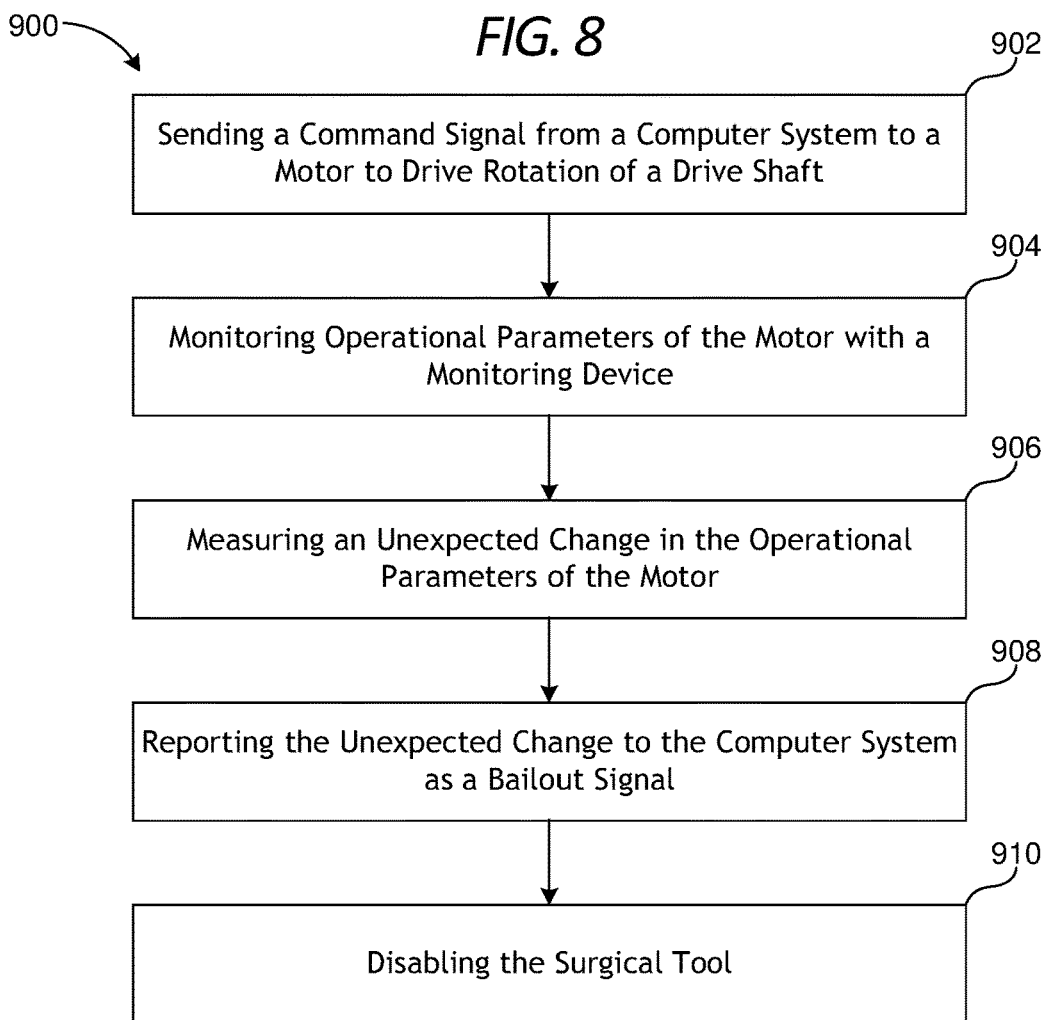 900
FIG. 8
902
Sending a Command Signal from a Computer System to a
Motor to Drive Rotation of a Drive Shaft
904
Monitoring Operational Parameters of the Motor with a
Monitoring Device
906
Measuring an Unexpected Change in the Operational
Parameters of the Motor
908
Reporting the Unexpected Change to the Computer System
as a Bailout Signal
910
Disabling the Surgical Tool